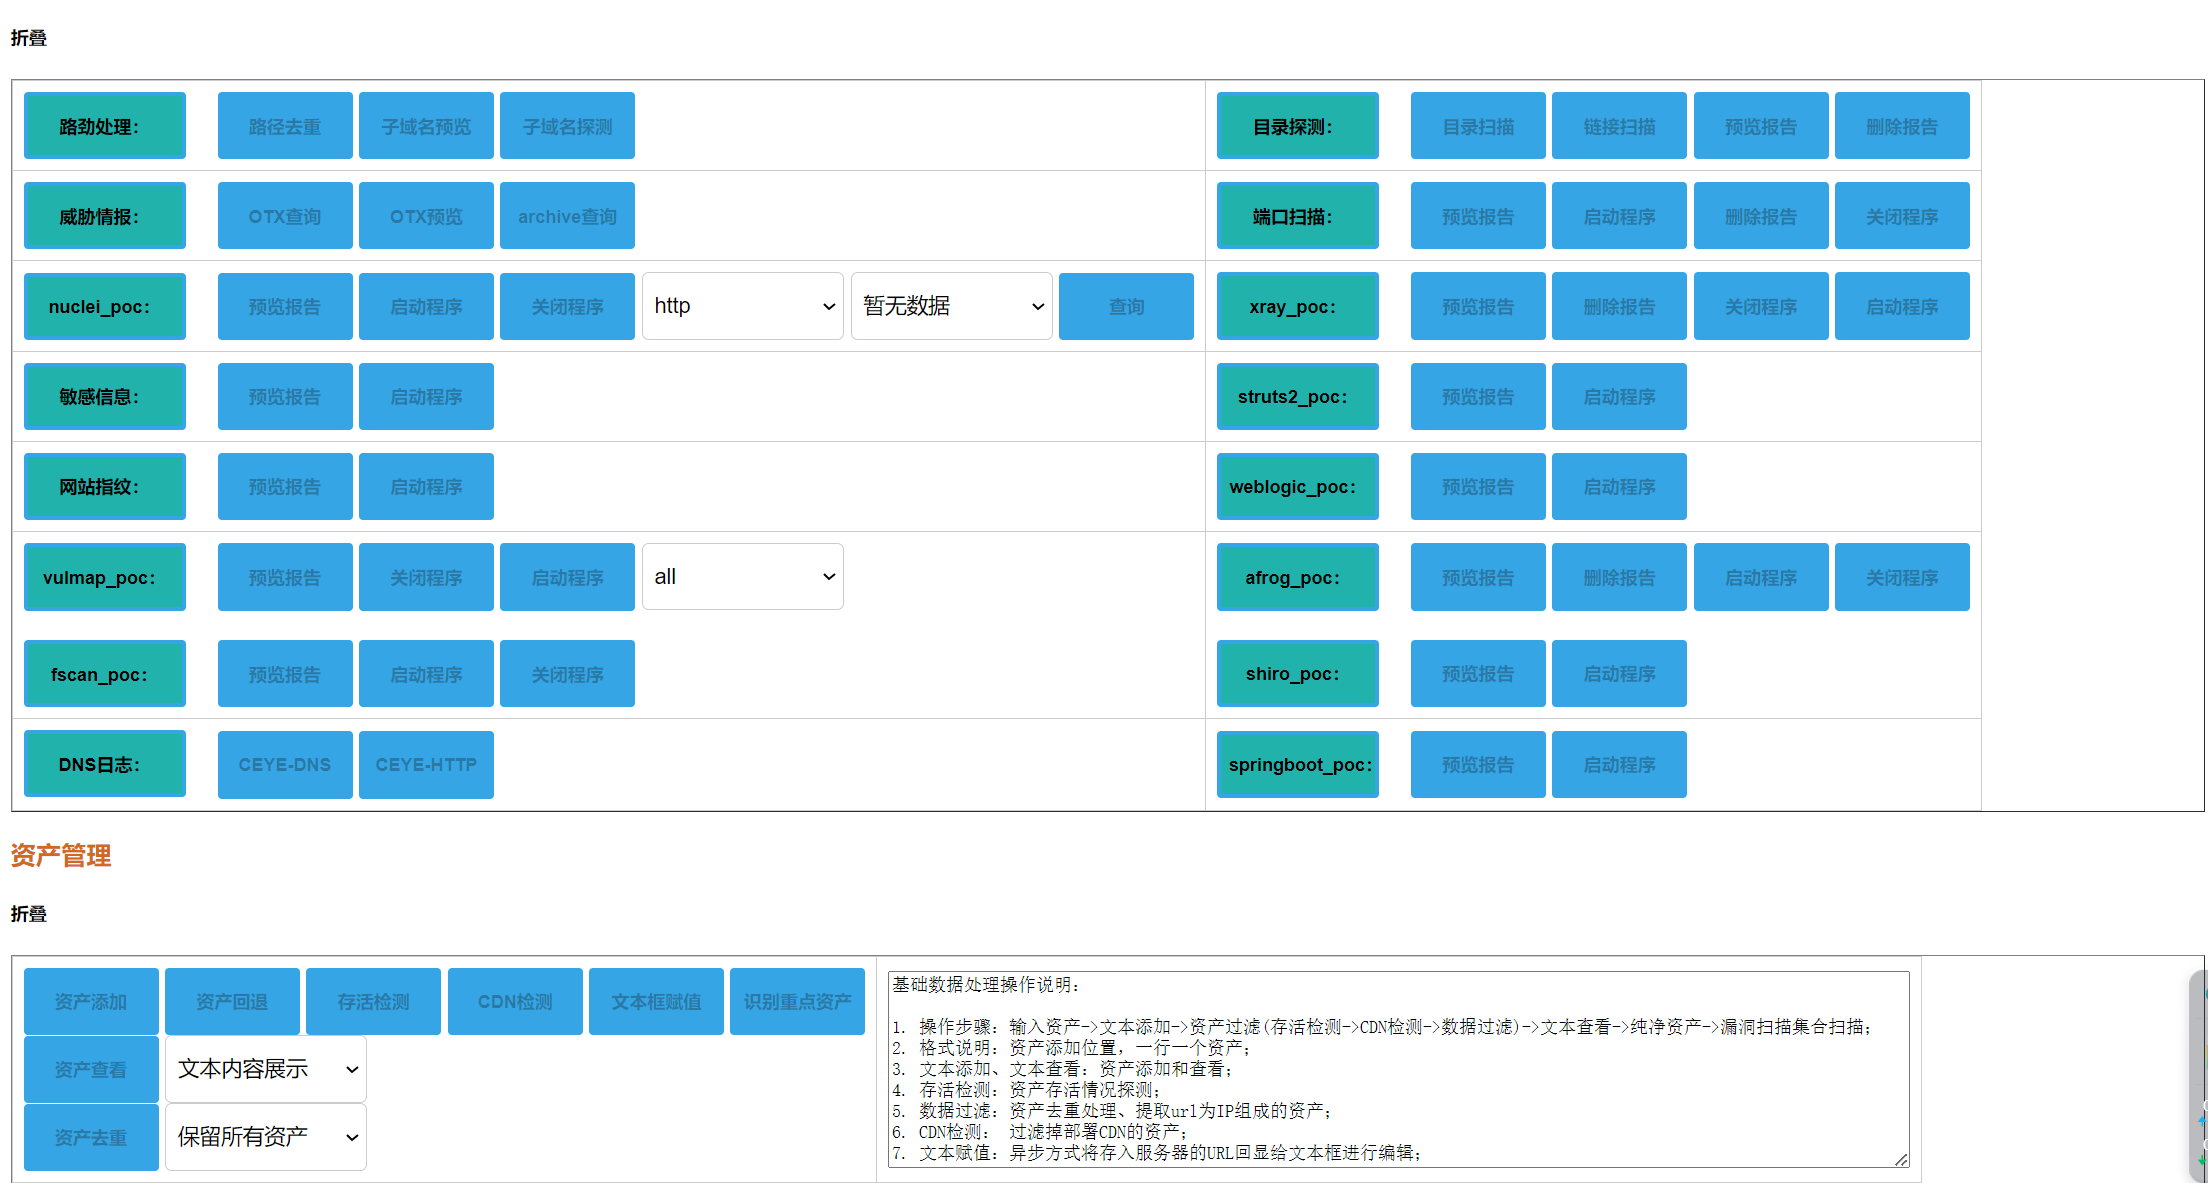 折叠
路劲处理： 路径去重 子域名预览 子域名探测 目录探测： 目录扫描 链接扫描 预览报告 删除报告
威胁情报： OTX查询 OTX预览 archive查询 端口扫描： 预览报告 启动程序 删除报告 关闭程序
nuclei_poc： 预览报告 启动程序 关闭程序 http 暂无数据 查询 xray_poc： 预览报告 删除报告 关闭程序 启动程序
敏感信息： 预览报告 启动程序 struts2_poc： 预览报告 启动程序
网站指纹： 预览报告 启动程序 weblogic_poc： 预览报告 启动程序
vulmap_poc： 预览报告 关闭程序 启动程序 all afrog_poc： 预览报告 删除报告 启动程序 关闭程序
fscan_poc： 预览报告 启动程序 关闭程序 shiro_poc： 预览报告 启动程序
DNS日志： CEYE-DNS CEYE-HTTP springboot_poc： 预览报告 启动程序
资产管理
折叠
资产添加 资产回退 存活检测 CDN检测 文本框赋值 识别重点资产
资产查看 文本内容展示
资产去重 保留所有资产
基础数据处理操作说明：
1. 操作步骤：输入资产->文本添加->资产过滤(存活检测->CDN检测->数据过滤)->文本查看->纯净资产->漏洞扫描集合扫描；
2. 格式说明：资产添加位置，一行一个资产；
3. 文本添加、文本查看：资产添加和查看；
4. 存活检测：资产存活情况探测；
5. 数据过滤：资产去重处理、提取url为IP组成的资产；
6. CDN检测： 过滤掉部署CDN的资产；
7. 文本赋值：异步方式将存入服务器的URL回显给文本框进行编辑；